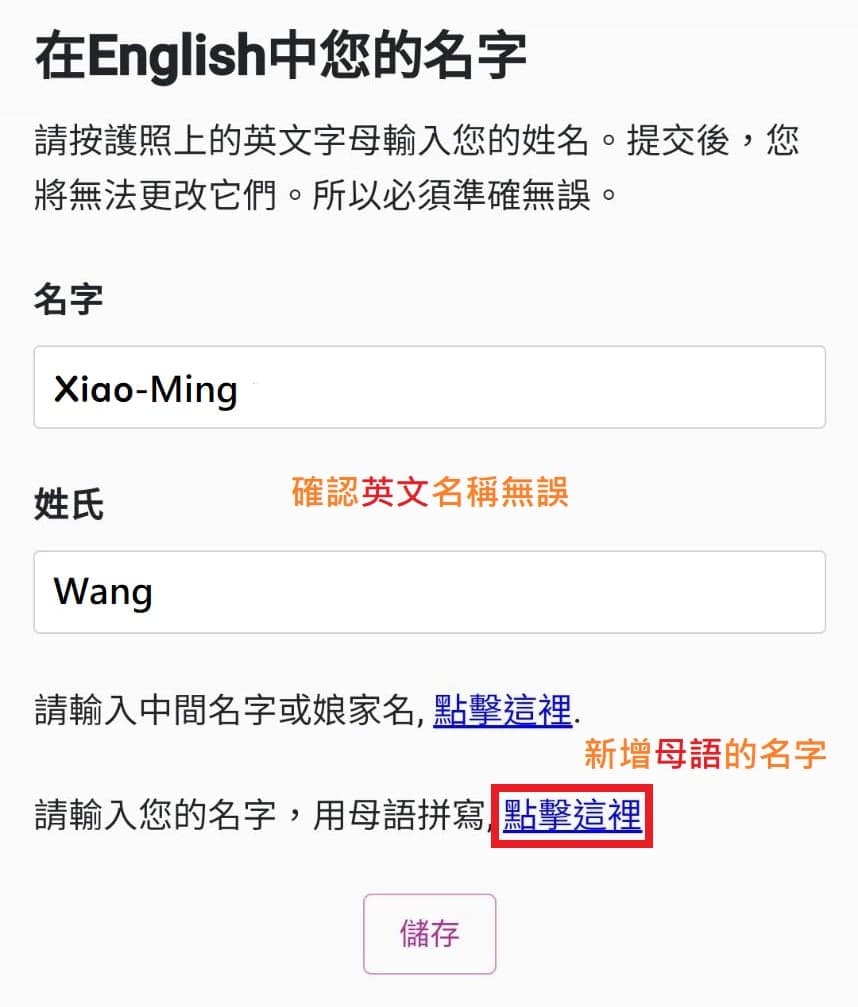 在English中您的名字
請按護照上的英文字母輸入您的姓名。提交後，您
將無法更改它們。所以必須準確無誤。
名字
Xiao-Ming
確認英文名稱無誤
姓氏
Wang
請輸入中間名字或娘家名, 點擊這裡.
新增母語的名字
請輸入您的名字，用母語拼寫, 點擊這裡
儲存